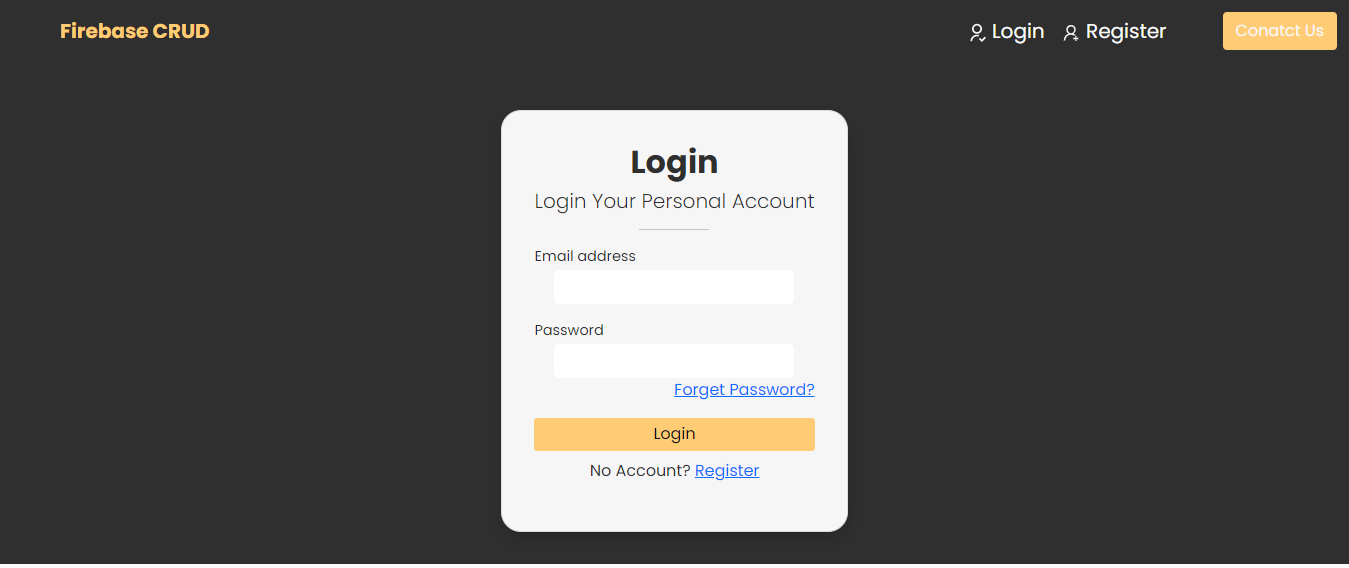 Firebase CRUD Login Register Conatct Us
Login
Login Your Personal Account
Email address
Password
Forget Password?
Login
No Account? Register